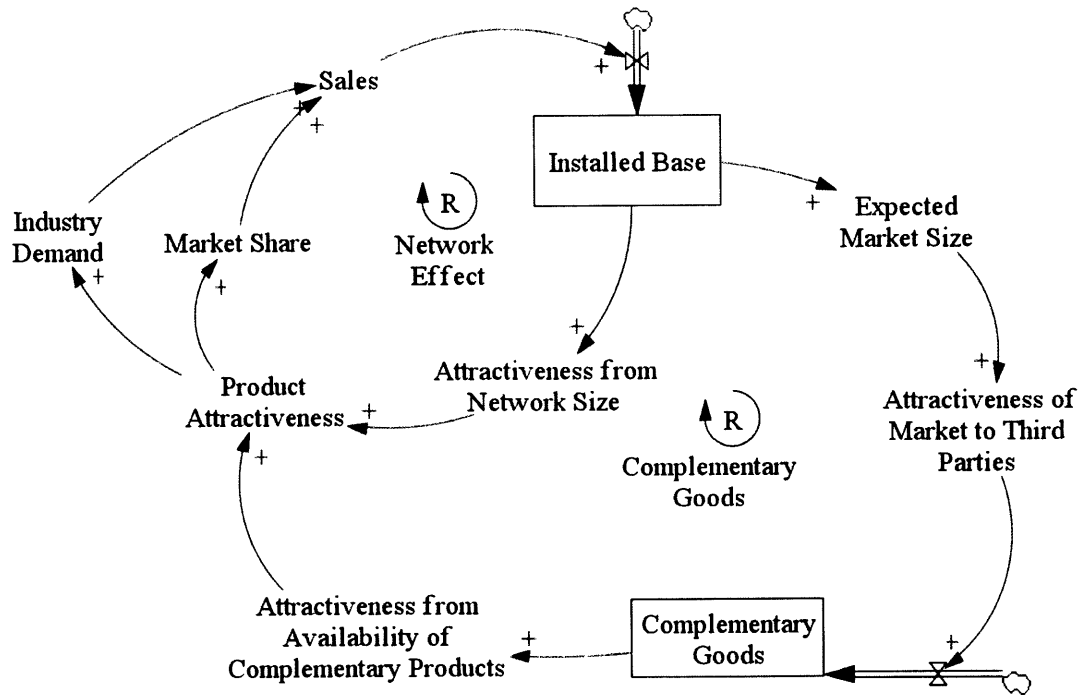 Sales
+
+
+
Installed Base
+
Expected
Market Size
Industry
Demand
+
Market Share
+
R
Network
Effect
+
Attractiveness from
Network Size
+
Product
Attractiveness
+
R
Complementary
Goods
+
Attractiveness of
Market to Third
Parties
+
Attractiveness from
Availability of
Complementary Products
+
Complementary
Goods
+